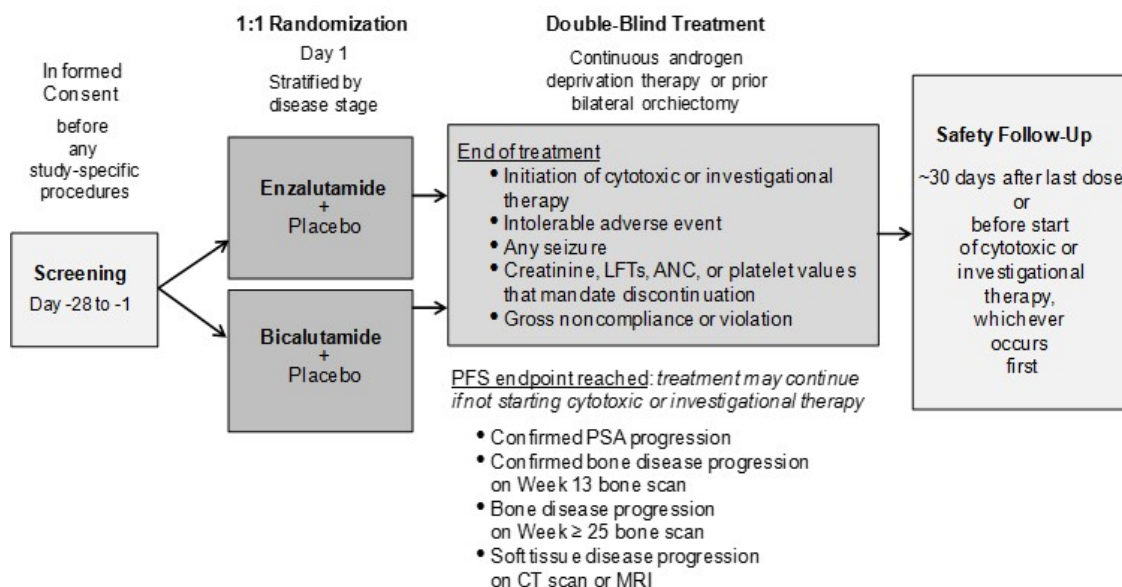 Informed
Consent
before
any
study-specific
procedures
Screening
Day -28 to -1
1:1 Randomization
Day 1
Stratified by
disease stage
Enzalutamide
+
Placebo
Bicalutamide
+
Placebo
Double-Blind Treatment
Continuous androgen
deprivation therapy or prior
bilateral orchiectomy
End of treatment
• Initiation of cytotoxic or investigational
therapy
• Intolerable adverse event
• Any seizure
• Creatinine, LFTs, ANC, or platelet values
that mandate discontinuation
• Gross noncompliance or violation
PFS endpoint reached: treatment may continue
if not starting cytotoxic or investigational therapy
• Confirmed PSA progression
• Confirmed bone disease progression
on Week 13 bone scan
• Bone disease progression
on Week ≥ 25 bone scan
• Soft tissue disease progression
on CT scan or MRI
Safety Follow-Up
~30 days after last dose
or
before start
of cytotoxic or
investigational
therapy,
whichever
occurs
first